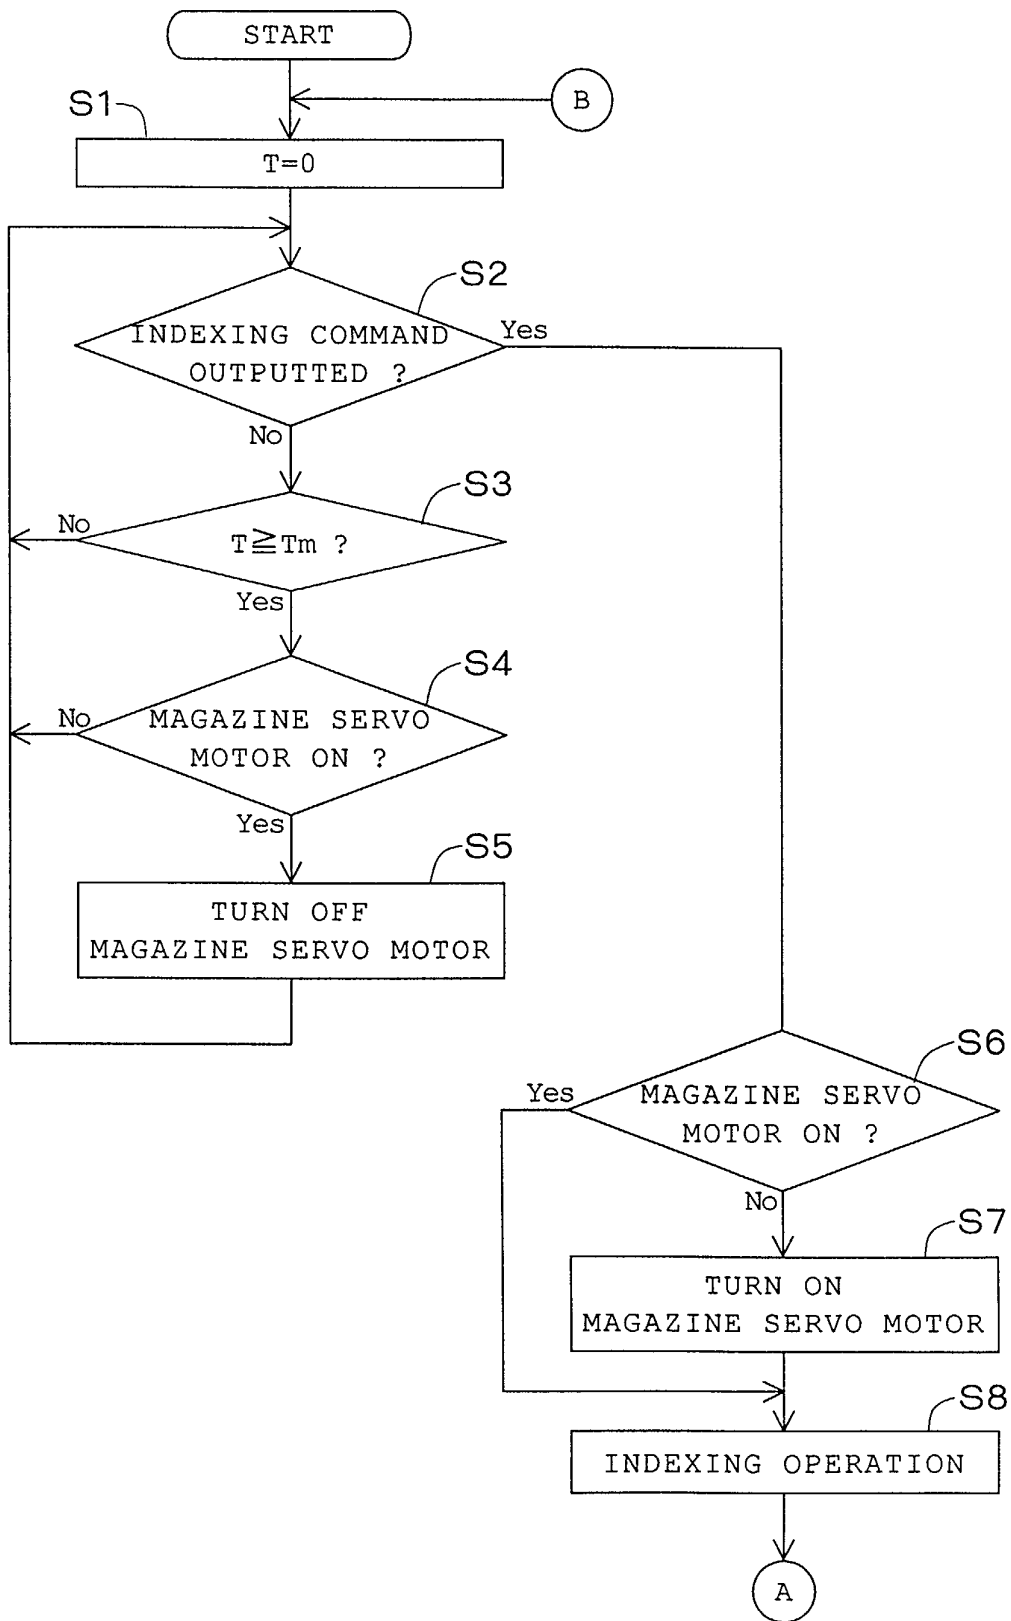 START
B
S1
T=0
S2
INDEXING COMMAND
OUTPUTTED ?
Yes
No
S3
No
T≧Tm ?
Yes
S4
No
MAGAZINE SERVO
MOTOR ON ?
Yes
S5
TURN OFF
MAGAZINE SERVO MOTOR
S6
Yes
MAGAZINE SERVO
MOTOR ON ?
No
S7
TURN ON
MAGAZINE SERVO MOTOR
S8
INDEXING OPERATION
A